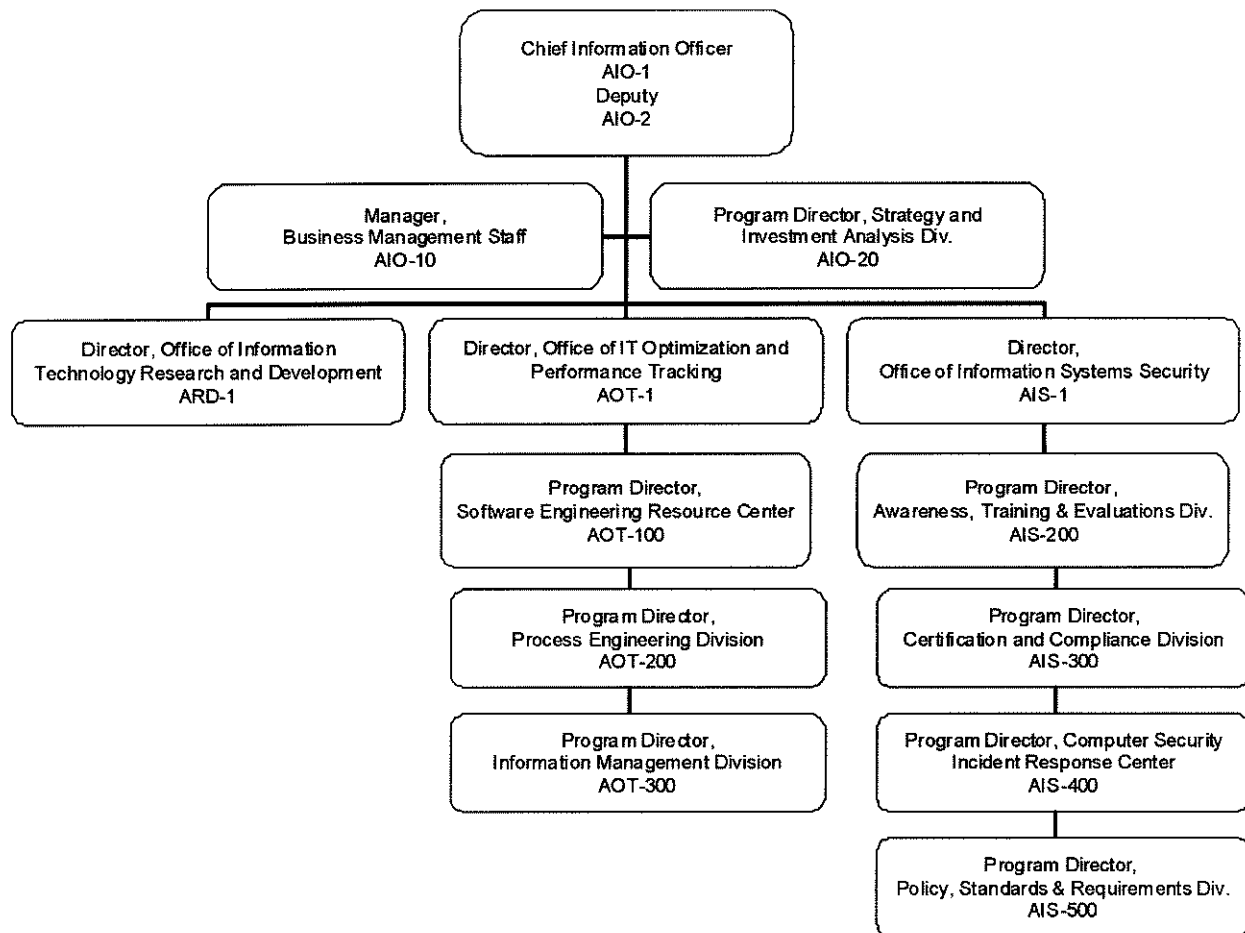 Chief Information Officer
AIO-1
Deputy
AIO-2
Manager,
Business Management Staff
AIO-10
Program Director, Strategy and
Investment Analysis Div.
AIO-20
Director, Office of Information
Technology Research and Development
ARD-1
Director, Office of IT Optimization and
Performance Tracking
AOT-1
Director,
Office of Information Systems Security
AIS-1
Program Director,
Software Engineering Resource Center
AOT-100
Program Director,
Awareness, Training & Evaluations Div.
AIS-200
Program Director,
Process Engineering Division
AOT-200
Program Director,
Certification and Compliance Division
AIS-300
Program Director,
Information Management Division
AOT-300
Program Director, Computer Security
Incident Response Center
AIS-400
Program Director,
Policy, Standards & Requirements Div.
AIS-500